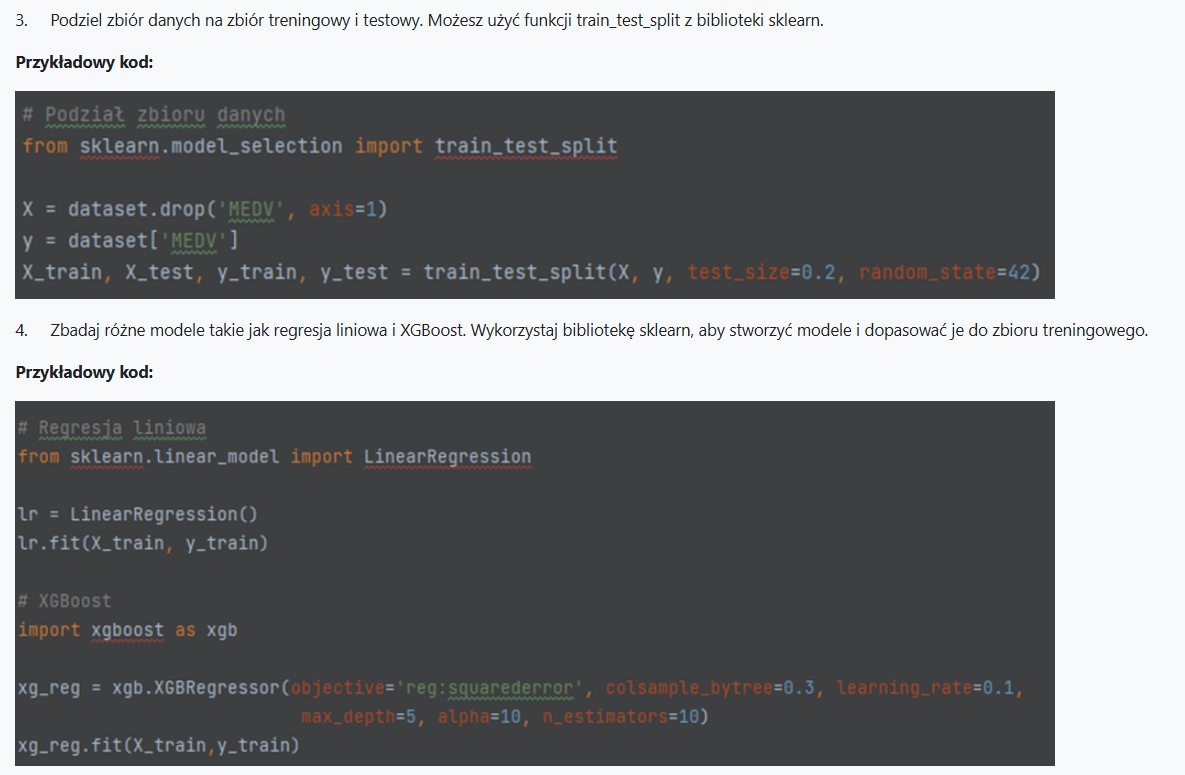 3. Podziel zbiór danych na zbiór treningowy i testowy. Możesz użyć funkcji train_test_split z biblioteki sklearn.
Przykładowy kod:
# Podział zbioru danych
from sklearn.model_selection import train_test_split
X = dataset.drop('MEDV', axis=1)
y = dataset['MEDV']
X_train, X_test, y_train, y_test = train_test_split(X, y, test_size=0.2, random_state=42)
4. Zbadaj różne modele takie jak regresja liniowa i XGBoost. Wykorzystaj bibliotekę sklearn, aby stworzyć modele i dopasować je do zbioru treningowego.
Przykładowy kod:
# Regresja liniowa
from sklearn.linear_model import LinearRegression
lr = LinearRegression()
lr.fit(X_train, y_train)
# XGBoost
import xgboost as xgb
xg_reg = xgb.XGBRegressor(objective='reg:squarederror', colsample_bytree=0.3, learning_rate=0.1,
max_depth=5, alpha=10, n_estimators=10)
xg_reg.fit(X_train,y_train)